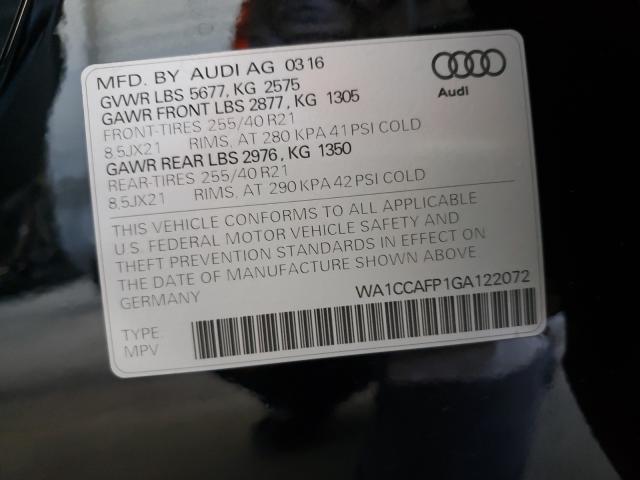 MFD. BY AUDI AG 03 16
Audi
GVWR LBS 5677, KG 2575
GAWR FRONT LBS 2877, KG 1305
FRONT-TIRES 255/40 R21
8.5JX21 RIMS, AT 280 KPA 41 PSI COLD
GAWR REAR LBS 2976, KG 1350
REAR-TIRES 255/40 R21
8.5JX21 RIMS, AT 290 KPA 42 PSI COLD
THIS VEHICLE CONFORMS TO ALL APPLICABLE
U.S. FEDERAL MOTOR VEHICLE SAFETY AND
THEFT PREVENTION STANDARDS IN EFFECT ON
THE DATE OF MANUFACTURE SHOWN ABOVE
GERMANY
WA1CCAFP1GA122072
TYPE:
MPV